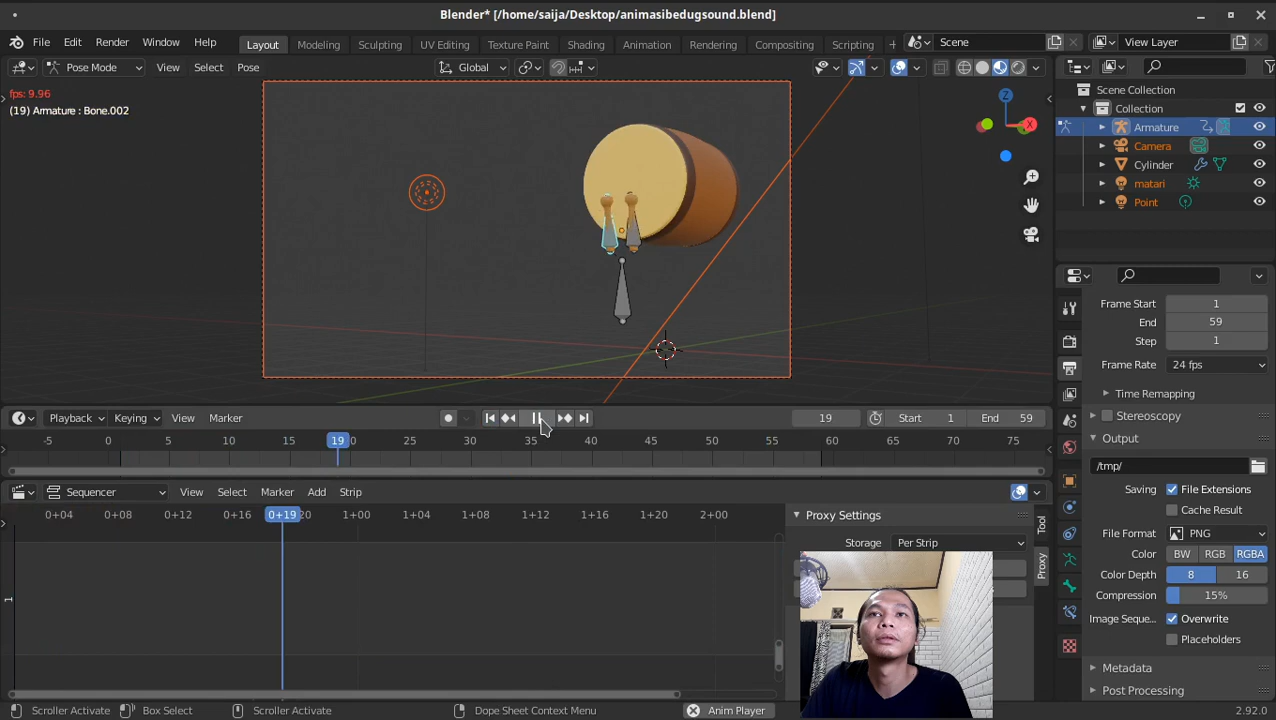 Blender* [/home/saija/Desktop/animasibedugsound.blend]
File Edit Render Window Help Layout Modeling Sculpting UV Editing Texture Paint Shading Animation Rendering Compositing Scripting + Scene View Layer
Pose Mode View Select Pose Global
fps: 9.96
(19) Armature : Bone.002
Z
X
Scene Collection
Collection
Armature
Camera
Cylinder
matari
Point
Frame Start 1
End 59
Step 1
Frame Rate 24 fps
Time Remapping
Stereoscopy
Output
/tmp/
Saving File Extensions
Cache Result
File Format PNG
Color BW RGB RGBA
Color Depth 8 16
Compression 15%
Image Seque... Overwrite
Placeholders
Metadata
Post Processing
Playback Keying View Marker 19 Start 1 End 59
-5 0 5 10 15 19 20 25 30 35 40 45 50 55 60 65 70 75
Sequencer View Select Marker Add Strip
0+04 0+08 0+12 0+16 0+19 0+20 1+00 1+04 1+08 1+12 1+16 1+20 2+00
1
Proxy Settings
Storage Per Strip
Tool
Proxy
Scroller Activate Box Select Scroller Activate Dope Sheet Context Menu Anim Player 2.92.0